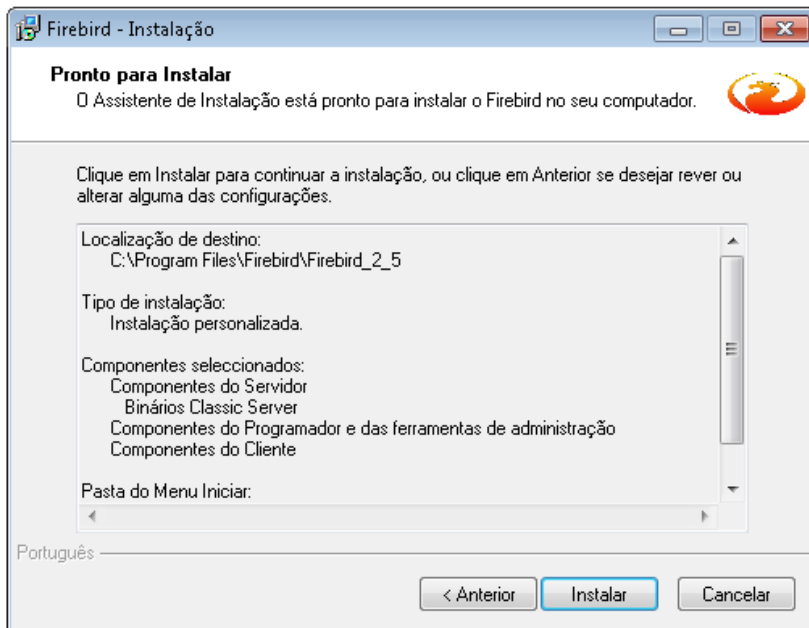 Firebird - Instalação
Pronto para Instalar
O Assistente de Instalação está pronto para instalar o Firebird no seu computador.
Clique em Instalar para continuar a instalação, ou clique em Anterior se desejar rever ou
alterar alguma das configurações.
Localização de destino:
C:\Program Files\Firebird\Firebird_2_5
Tipo de instalação:
Instalação personalizada.
Componentes seleccionados:
Componentes do Servidor
Binários Classic Server
Componentes do Programador e das ferramentas de administração
Componentes do Cliente
Pasta do Menu Iniciar:
Português
< Anterior
Instalar
Cancelar